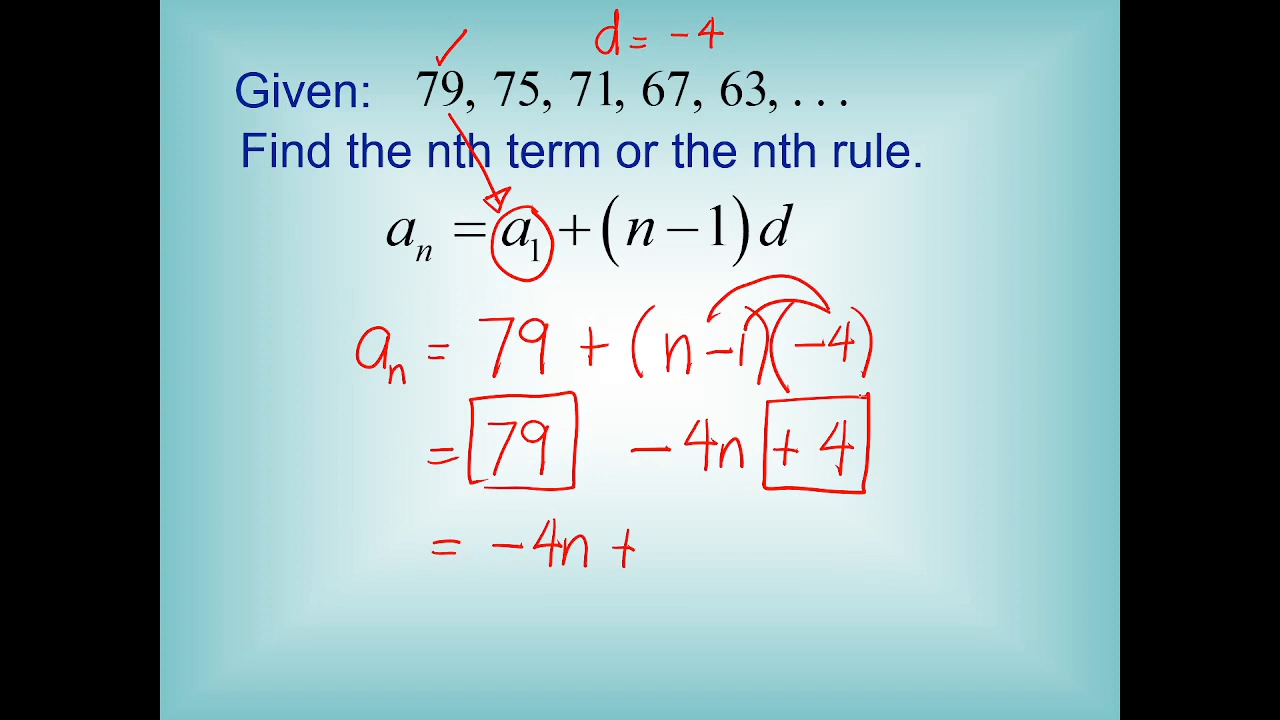 d = -4
Given: 79, 75, 71, 67, 63, . . .
Find the nth term or the nth rule.
aₙ = a₁ + (n − 1) d
aₙ = 79 + (n − 1)(−4)
= 79 − 4n + 4
= − 4n +